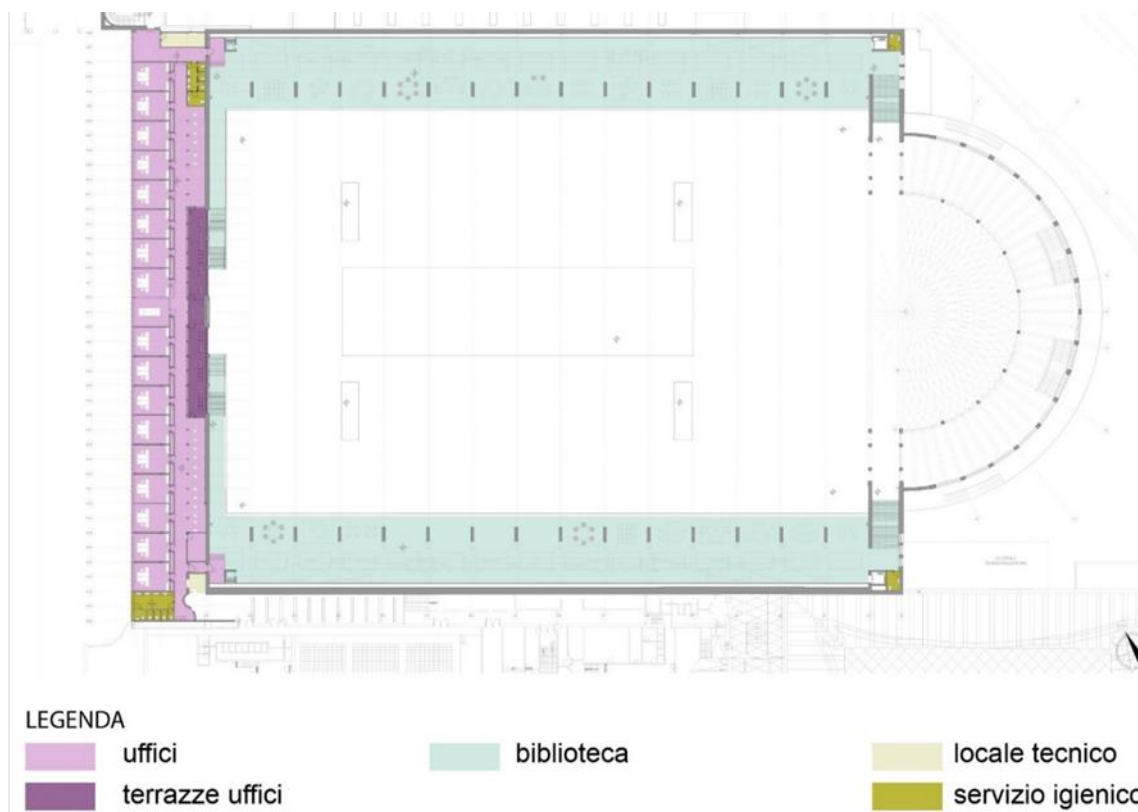 LEGENDA
uffici
biblioteca
locale tecnico
terrazze uffici
servizio igienico